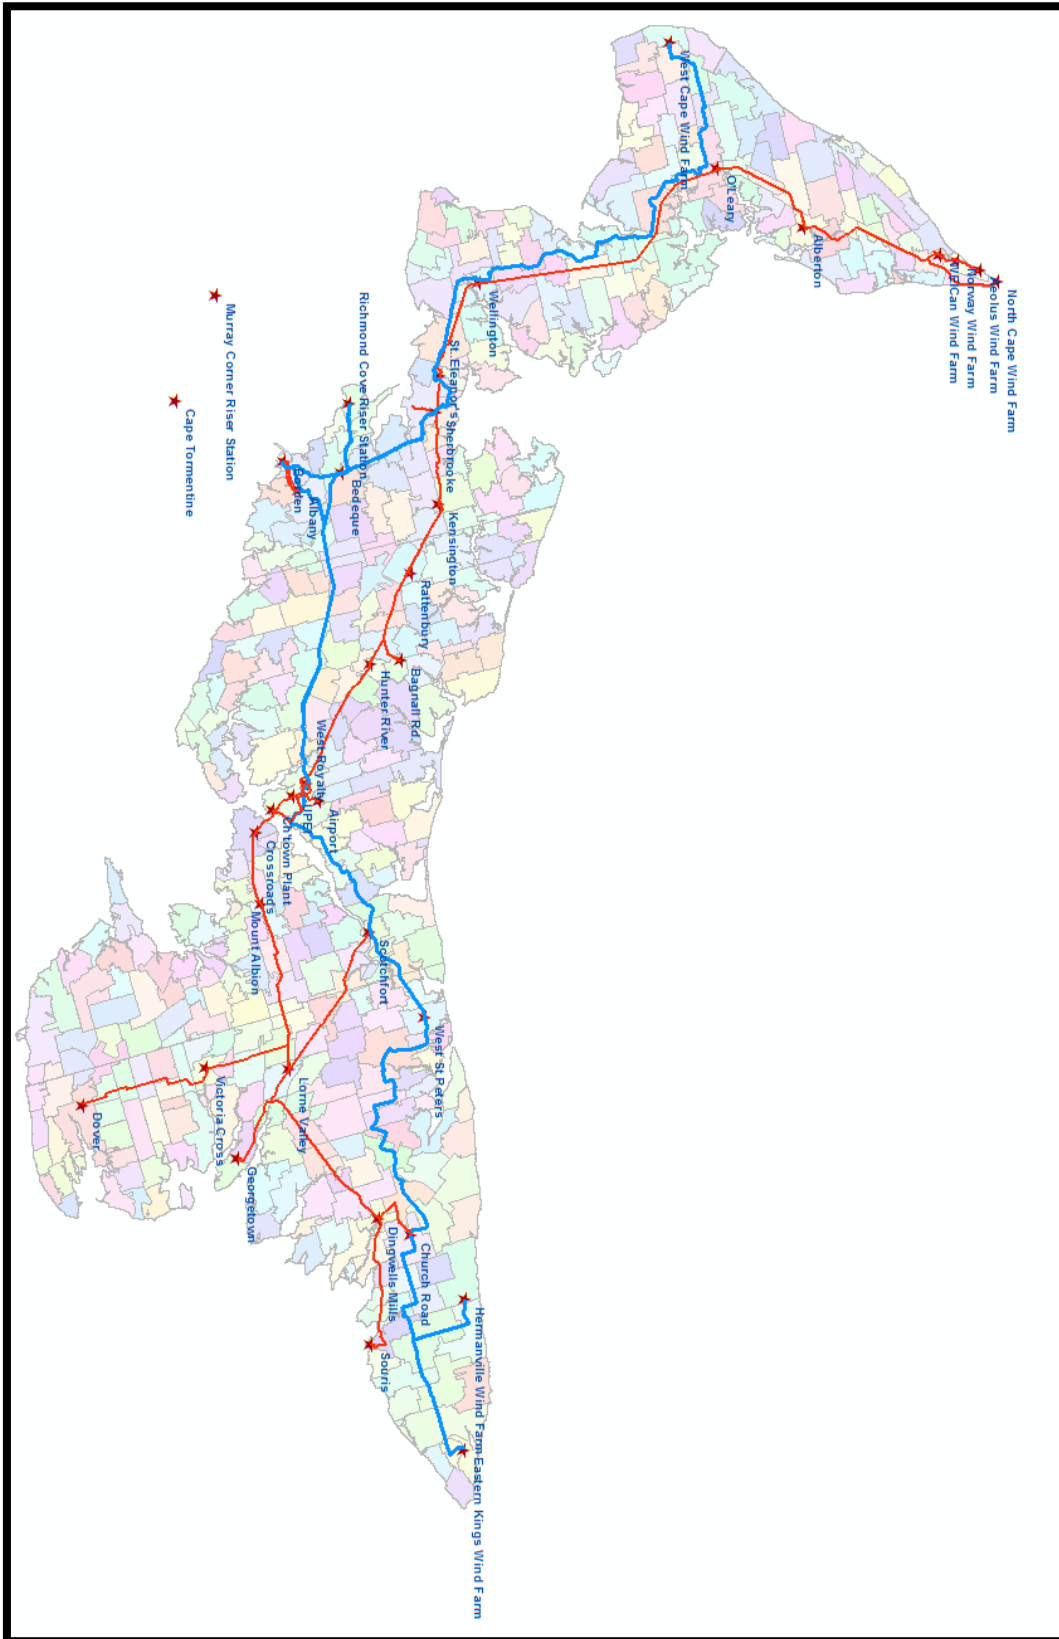 North Cape Wind Farm
Aeolus Wind Farm
Norway Wind Farm
WEICan Wind Farm
Alberton
O'Leary
West Cape Wind Farm
Wellington
St. Eleanor's
Sherbrooke
Richmond Cove Riser Station
Murray Corner Riser Station
Cape Tormentine
Kensington
Bedeque
Albany
Borden
Rattenbury
Bagnall Rd.
Hunter River
West Royalty
Airport
UPEI
Ch'town Plant
Crossroads
Mount Albion
Scotchfort
West St Peters
Lorne Valley
Victoria Cross
Dover
Georgetown
Church Road
Dingwells Mills
Souris
Hermanville Wind Farm
Eastern Kings Wind Farm